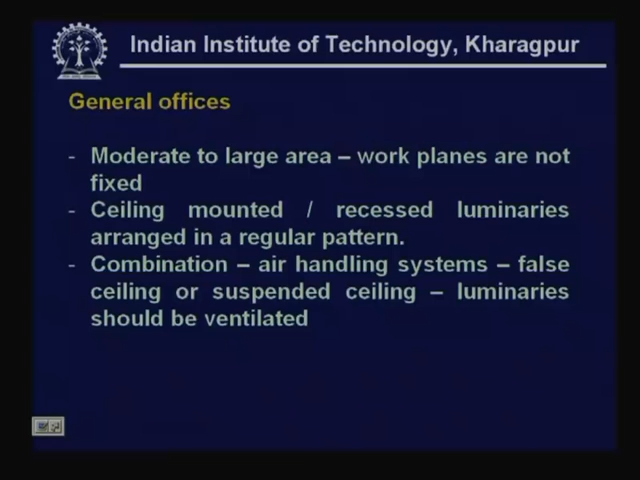 Indian Institute of Technology, Kharagpur
General offices
- Moderate to large area – work planes are not
fixed
- Ceiling mounted / recessed luminaries
arranged in a regular pattern.
- Combination – air handling systems – false
ceiling or suspended ceiling – luminaries
should be ventilated